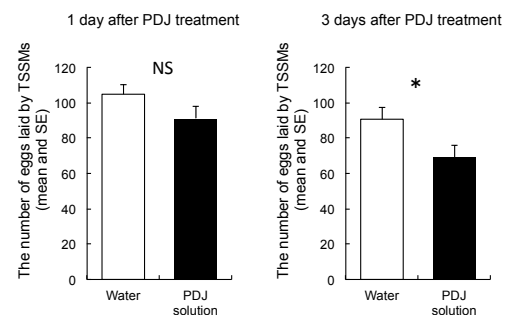 1 day after PDJ treatment
The number of eggs laid by TSSMs
(mean and SE)
120
100
80
60
40
20
0
NS
Water
PDJ
solution
3 days after PDJ treatment
The number of eggs laid by TSSMs
(mean and SE)
120
100
80
60
40
20
0
*
Water
PDJ
solution